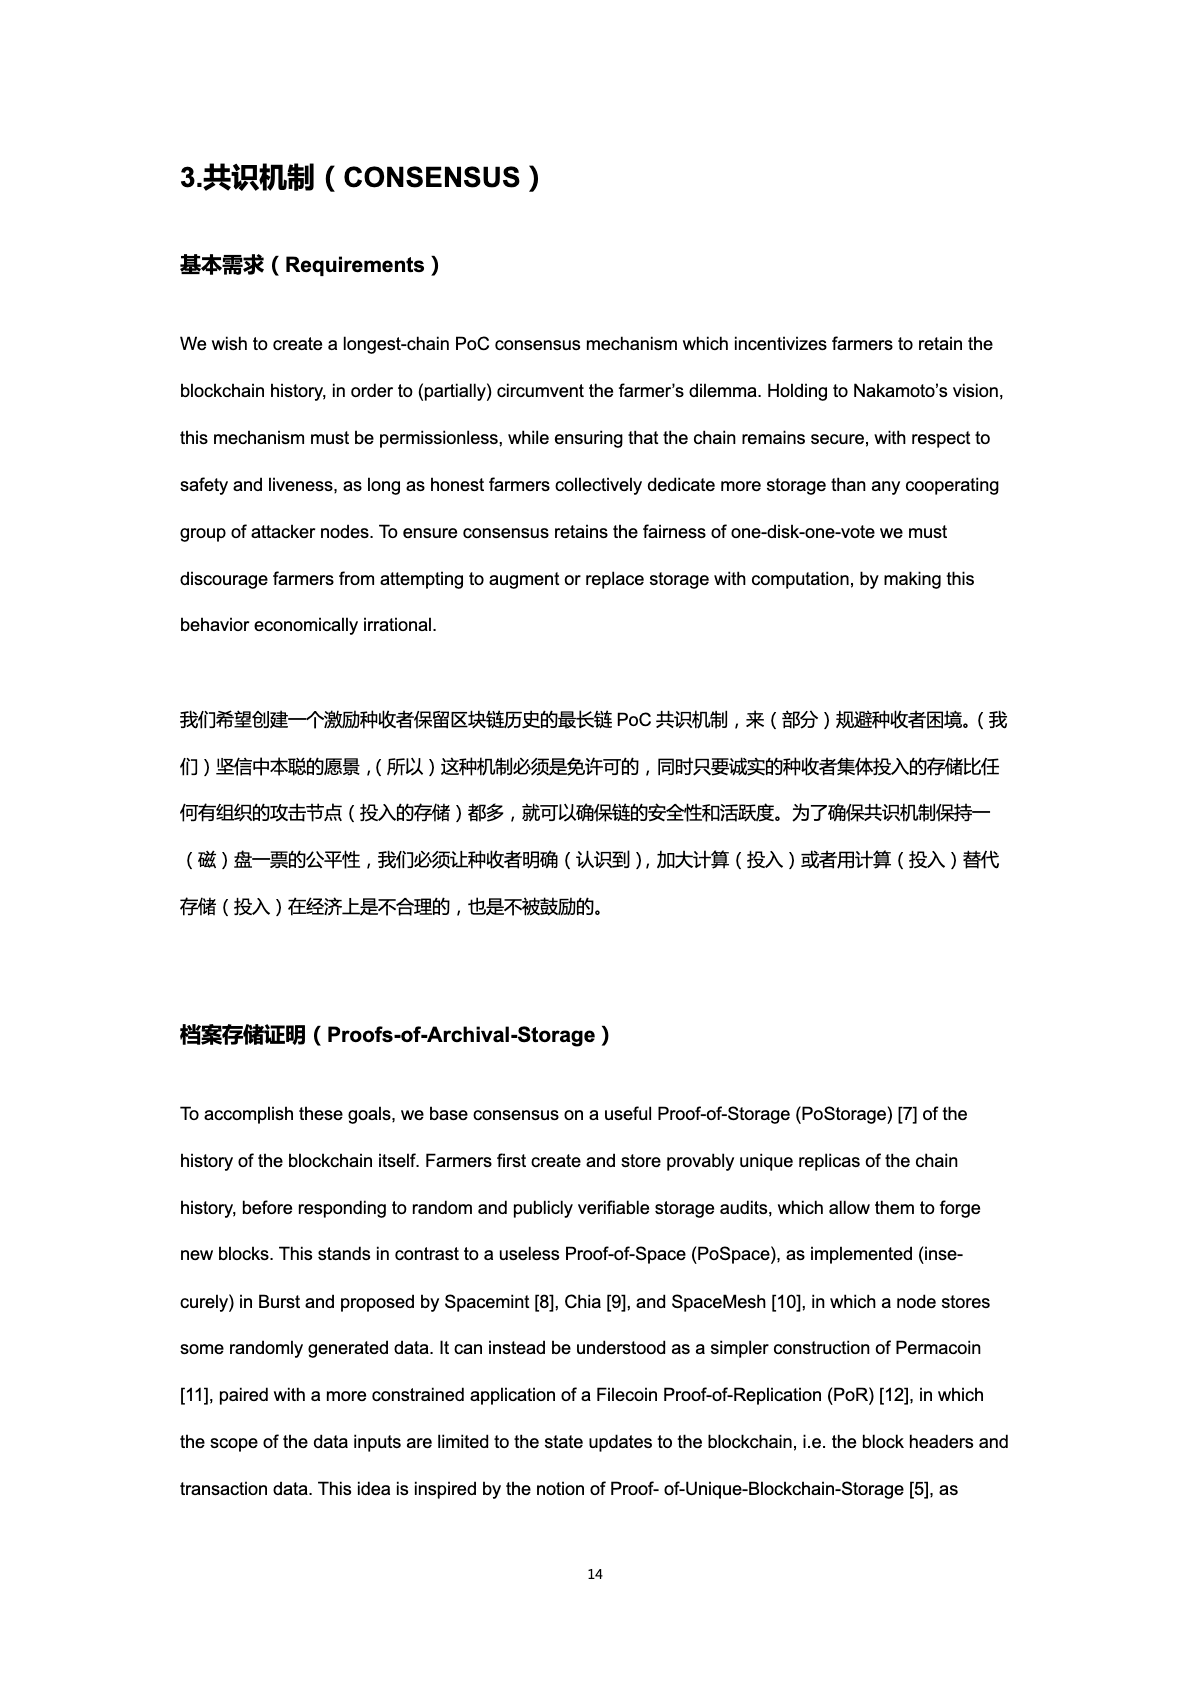 3.共识机制（CONSENSUS）
基本需求（Requirements）
We wish to create a longest-chain PoC consensus mechanism which incentivizes farmers to retain the
blockchain history, in order to (partially) circumvent the farmer’s dilemma. Holding to Nakamoto’s vision,
this mechanism must be permissionless, while ensuring that the chain remains secure, with respect to
safety and liveness, as long as honest farmers collectively dedicate more storage than any cooperating
group of attacker nodes. To ensure consensus retains the fairness of one-disk-one-vote we must
discourage farmers from attempting to augment or replace storage with computation, by making this
behavior economically irrational.
我们希望创建一个激励种收者保留区块链历史的最长链 PoC 共识机制，来（部分）规避种收者困境。（我
们）坚信中本聪的愿景，（所以）这种机制必须是免许可的，同时只要诚实的种收者集体投入的存储比任
何有组织的攻击节点（投入的存储）都多，就可以确保链的安全性和活跃度。为了确保共识机制保持一
（磁）盘一票的公平性，我们必须让种收者明确（认识到），加大计算（投入）或者用计算（投入）替代
存储（投入）在经济上是不合理的，也是不被鼓励的。
档案存储证明（Proofs-of-Archival-Storage）
To accomplish these goals, we base consensus on a useful Proof-of-Storage (PoStorage) [7] of the
history of the blockchain itself. Farmers first create and store provably unique replicas of the chain
history, before responding to random and publicly verifiable storage audits, which allow them to forge
new blocks. This stands in contrast to a useless Proof-of-Space (PoSpace), as implemented (inse-
curely) in Burst and proposed by Spacemint [8], Chia [9], and SpaceMesh [10], in which a node stores
some randomly generated data. It can instead be understood as a simpler construction of Permacoin
[11], paired with a more constrained application of a Filecoin Proof-of-Replication (PoR) [12], in which
the scope of the data inputs are limited to the state updates to the blockchain, i.e. the block headers and
transaction data. This idea is inspired by the notion of Proof- of-Unique-Blockchain-Storage [5], as
14